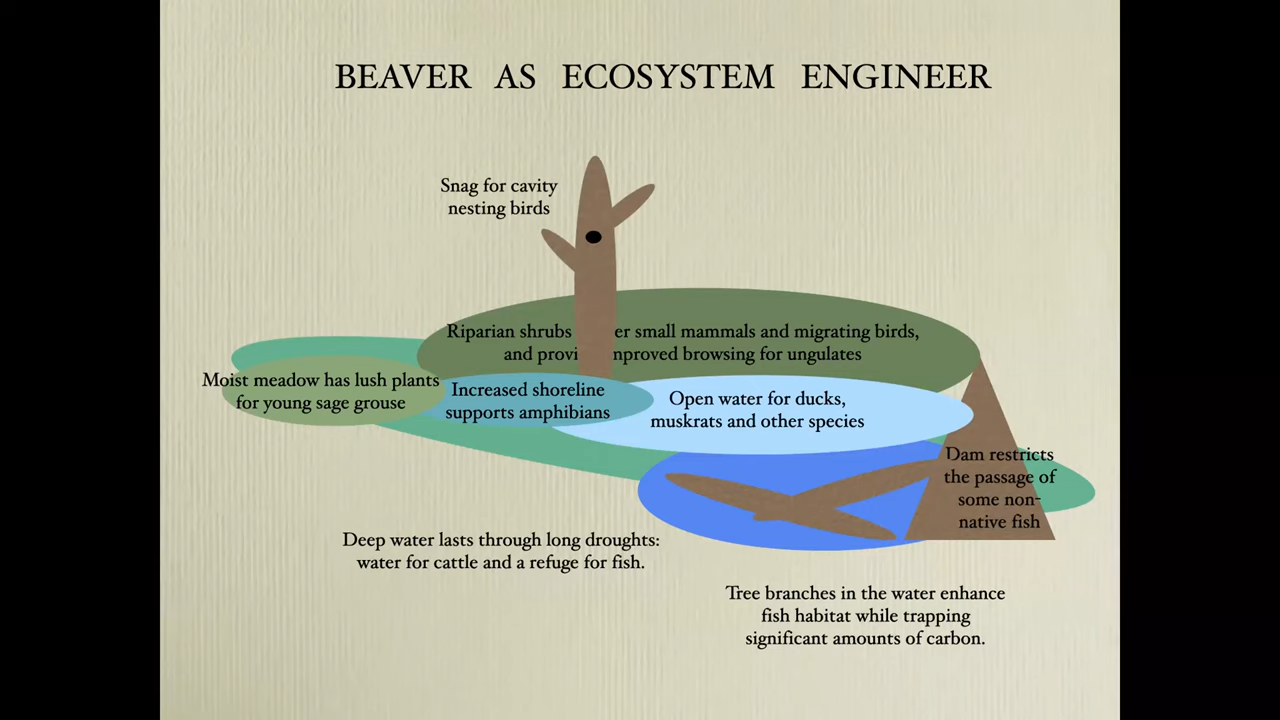 BEAVER AS ECOSYSTEM ENGINEER
Snag for cavity
nesting birds
Riparian shrubs er small mammals and migrating birds,
and provi nproved browsing for ungulates
Moist meadow has lush plants
for young sage grouse
Increased shoreline
supports amphibians
Open water for ducks,
muskrats and other species
Dam restricts
the passage of
some non-
native fish
Deep water lasts through long droughts:
water for cattle and a refuge for fish.
Tree branches in the water enhance
fish habitat while trapping
significant amounts of carbon.